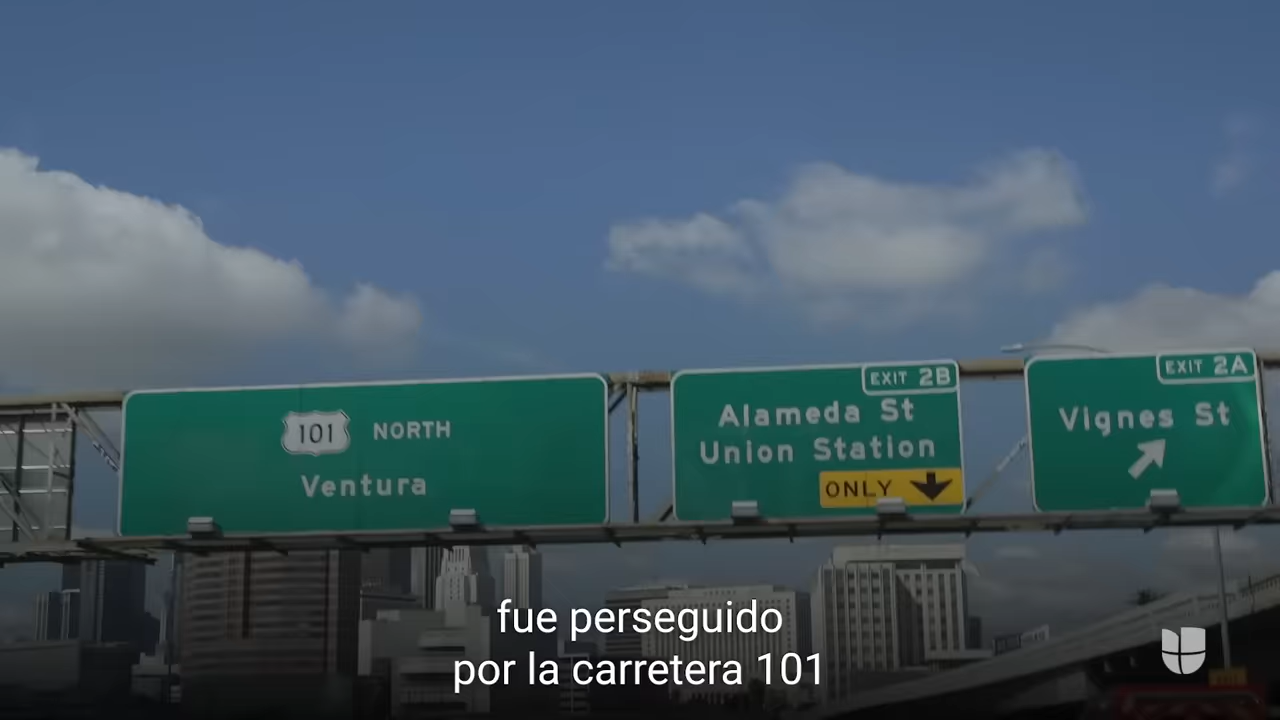 101 NORTH
Ventura
EXIT 2B
Alameda St
Union Station
ONLY
EXIT 2A
Vignes St
fue perseguido
por la carretera 101